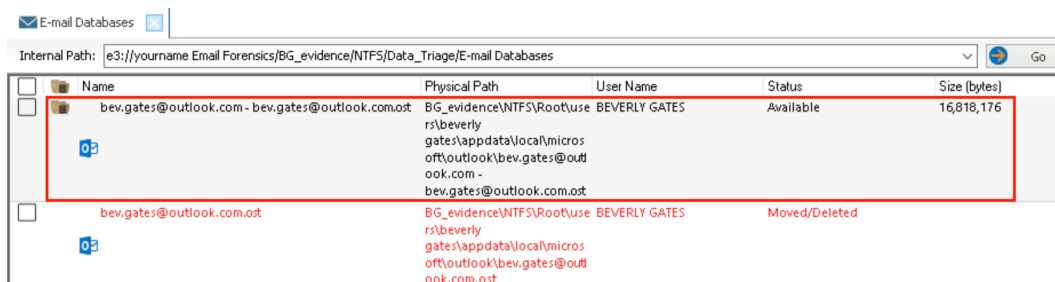 E-mail Databases
Internal Path: e3://yourname Email Forensics/BG_evidence/NTFS/Data_Triage/E-mail Databases Go
Name Physical Path User Name Status Size (bytes)
bev.gates@outlook.com - bev.gates@outlook.com.ost BG_evidence\NTFS\Root\use BEVERLY GATES Available 16,818,176
rs\beverly
gates\appdata\local\micros
oft\outlook\bev.gates@outl
ook.com -
bev.gates@outlook.com.ost
bev.gates@outlook.com.ost BG_evidence\NTFS\Root\use BEVERLY GATES Moved/Deleted
rs\beverly
gates\appdata\local\micros
oft\outlook\bev.gates@outl
ook.com.ost